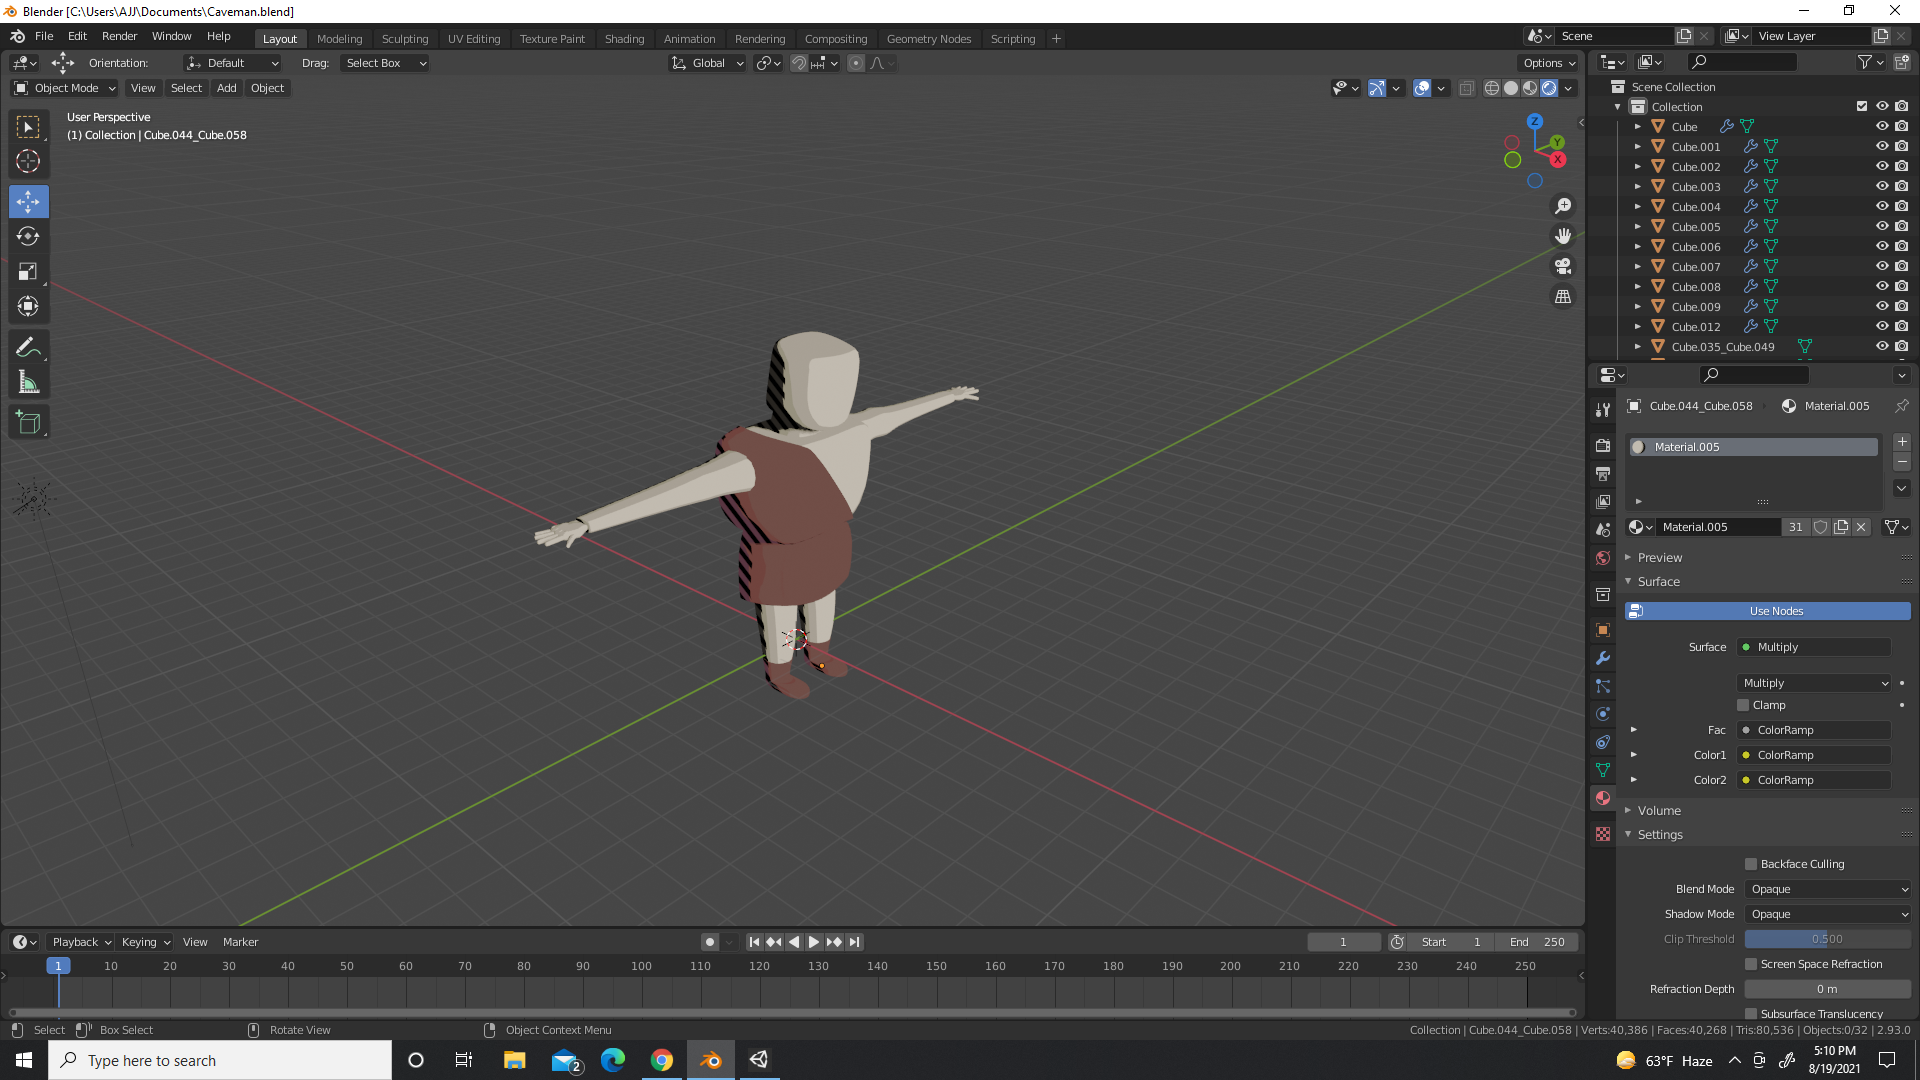 Blender [C:\Users\AJJ\Documents\Caveman.blend]
File Edit Render Window Help
Layout Modeling Sculpting UV Editing Texture Paint Shading Animation Rendering Compositing Geometry Nodes Scripting +
Scene
View Layer
Orientation: Default Drag: Select Box
Global
Options
Object Mode View Select Add Object
User Perspective
(1) Collection | Cube.044_Cube.058
Z
Y
X
Scene Collection
Collection
Cube
Cube.001
Cube.002
Cube.003
Cube.004
Cube.005
Cube.006
Cube.007
Cube.008
Cube.009
Cube.012
Cube.035_Cube.049
Cube.044_Cube.058 Material.005
Material.005
Material.005 31
Preview
Surface
Use Nodes
Surface Multiply
Multiply
Clamp
Fac ColorRamp
Color1 ColorRamp
Color2 ColorRamp
Volume
Settings
Backface Culling
Blend Mode Opaque
Shadow Mode Opaque
Clip Threshold 0.500
Screen Space Refraction
Refraction Depth 0 m
Subsurface Translucency
Playback Keying View Marker
1 Start 1 End 250
1 10 20 30 40 50 60 70 80 90 100 110 120 130 140 150 160 170 180 190 200 210 220 230 240 250
Select Box Select Rotate View Object Context Menu
Collection | Cube.044_Cube.058 | Verts:40,386 | Faces:40,268 | Tris:80,536 | Objects:0/32 | 2.93.0
Type here to search
2
63°F Haze
5:10 PM
8/19/2021